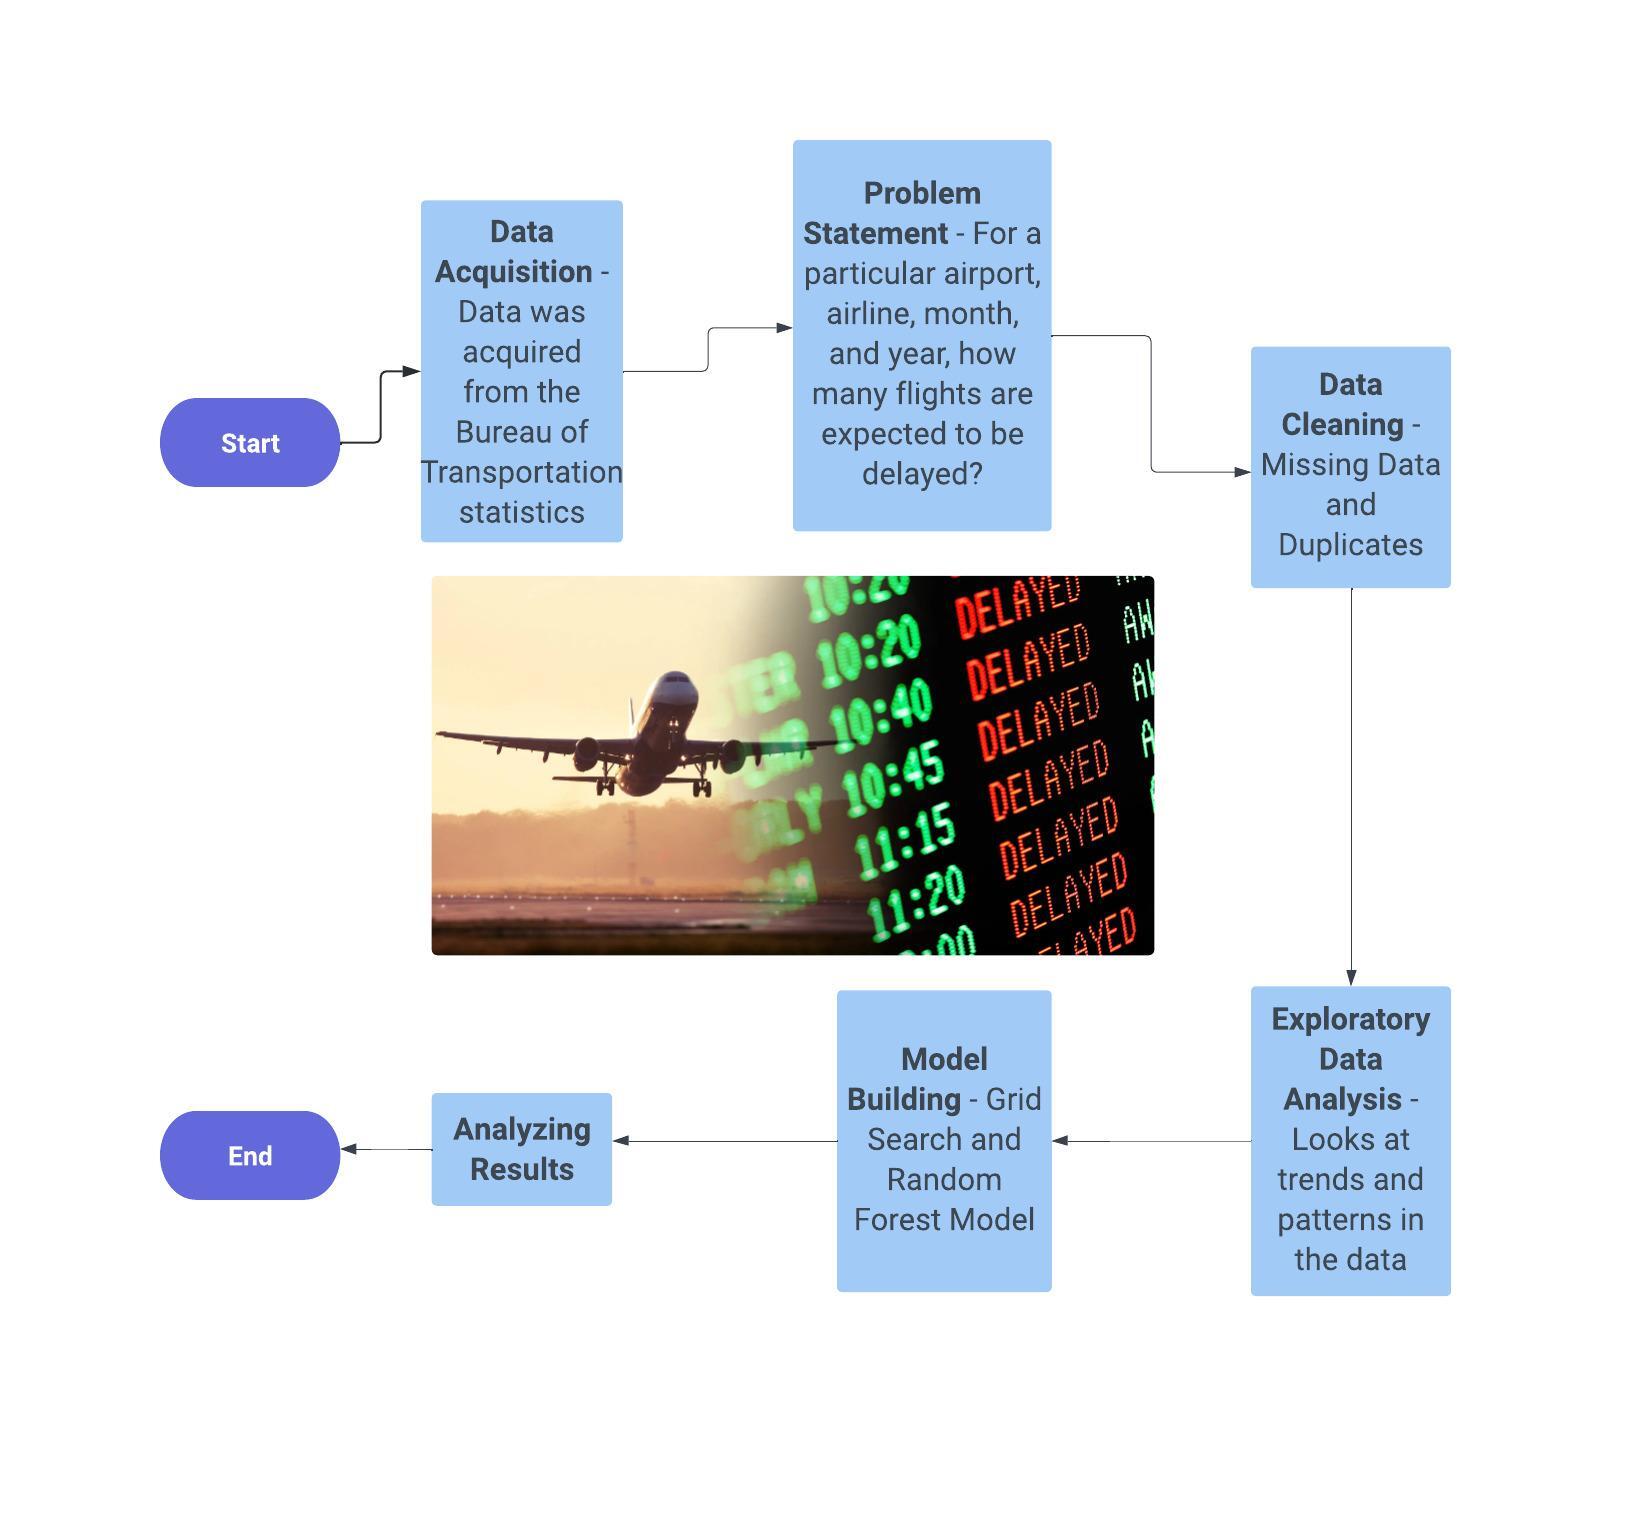 Start
Data
Acquisition -
Data was
acquired
from the
Bureau of
Transportation
statistics
Problem
Statement - For a
particular airport,
airline, month,
and year, how
many flights are
expected to be
delayed?
Data
Cleaning -
Missing Data
and
Duplicates
10:20
DELAYED
10:20 DELAYED
10:40 DELAYED
10:45 DELAYED
11:15 DELAYED
11:20 DELAYED
Exploratory
Data
Analysis -
Looks at
trends and
patterns in
the data
Model
Building - Grid
Search and
Random
Forest Model
Analyzing
Results
End